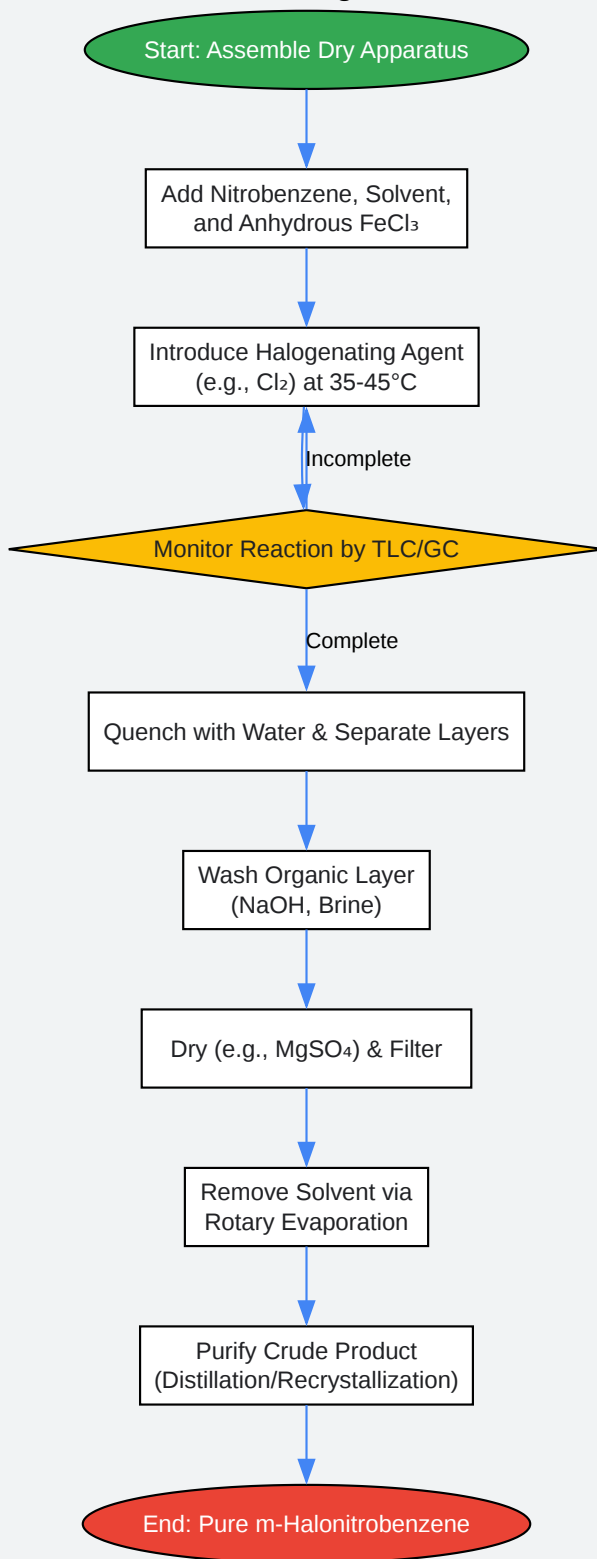 Start: Assemble Dry Apparatus
Add Nitrobenzene, Solvent,
and Anhydrous FeCl₃
Introduce Halogenating Agent
(e.g., Cl₂) at 35-45°C
Incomplete
Monitor Reaction by TLC/GC
Complete
Quench with Water & Separate Layers
Wash Organic Layer
(NaOH, Brine)
Dry (e.g., MgSO₄) & Filter
Remove Solvent via
Rotary Evaporation
Purify Crude Product
(Distillation/Recrystallization)
End: Pure m-Halonitrobenzene